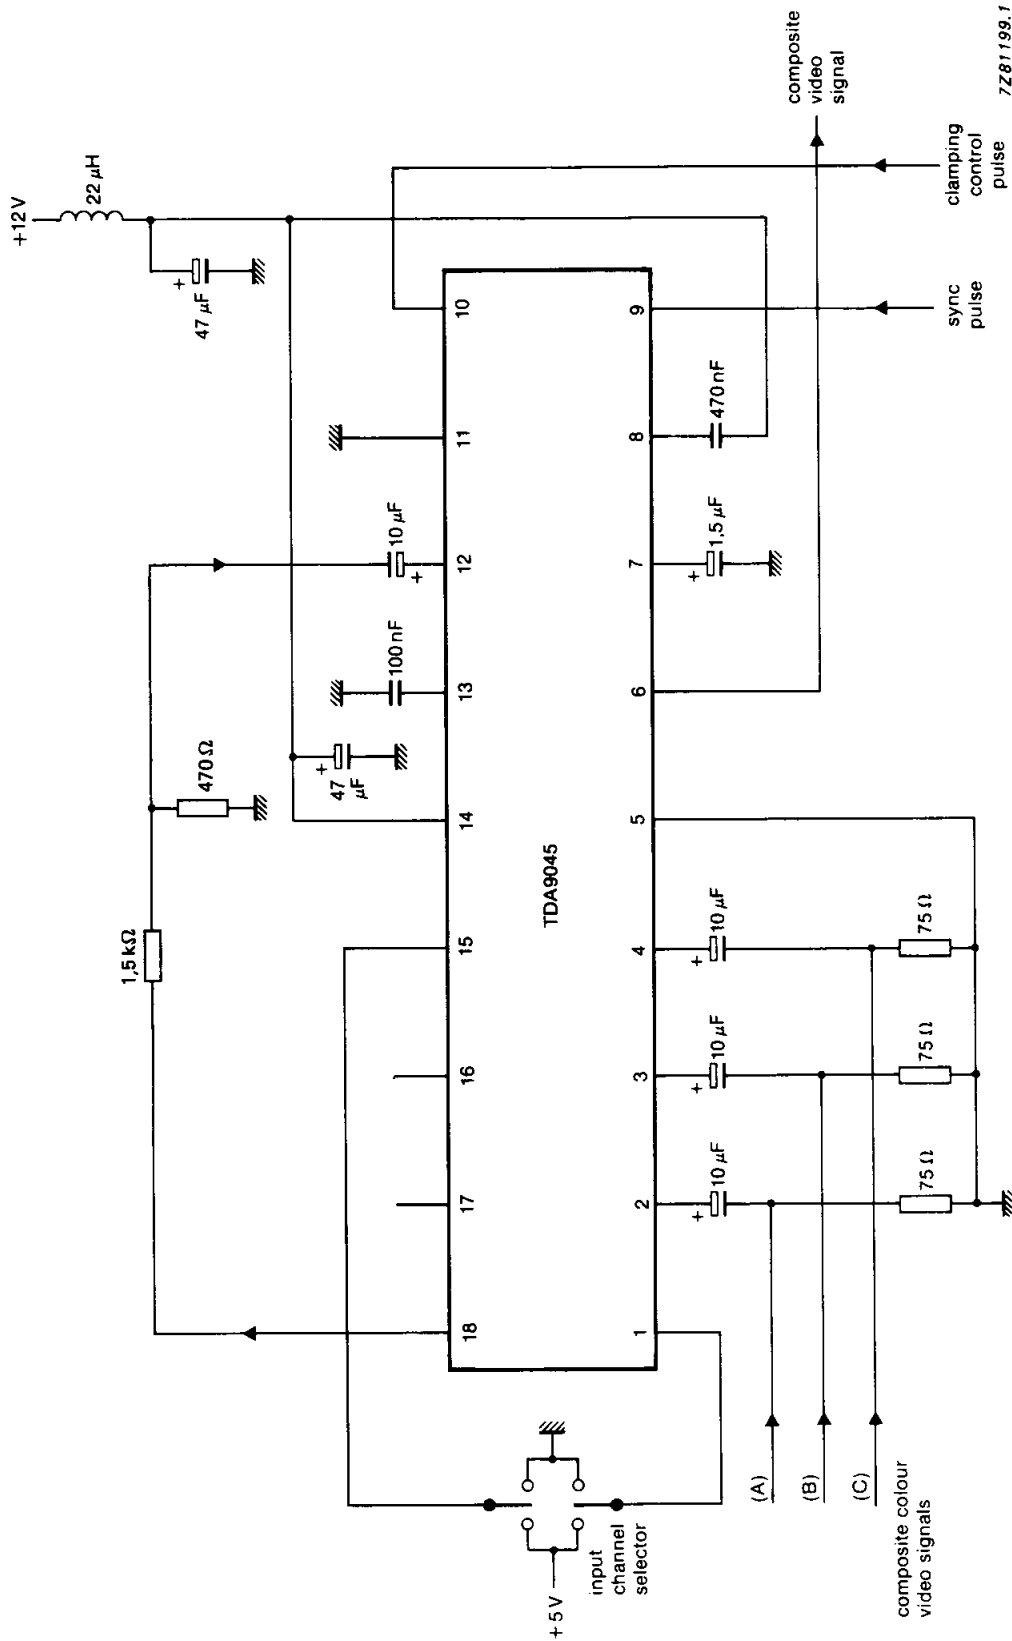 +12V
22 μH
+
47 μF
1,5 kΩ
470 Ω
+
47
μF
100 nF
10 μF
+
18
17
16
15
14
13
12
11
10
TDA9045
1
2
3
4
5
6
7
8
9
+5V
input
channel
selector
+
10 μF
+
10 μF
+
10 μF
+
1,5 μF
470 nF
75 Ω
75 Ω
75 Ω
(A)
(B)
(C)
composite colour
video signals
sync
pulse
clamping
control
pulse
composite
video
signal
7Z81199.1